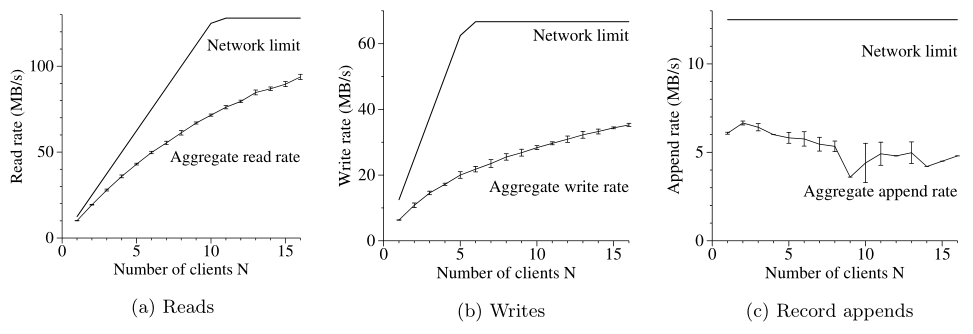 Read rate (MB/s)
100
50
0
Network limit
Aggregate read rate
0
5
10
15
Number of clients N
(a) Reads
Write rate (MB/s)
60
40
20
0
Network limit
Aggregate write rate
0
5
10
15
Number of clients N
(b) Writes
Append rate (MB/s)
10
5
0
Network limit
Aggregate append rate
0
5
10
15
Number of clients N
(c) Record appends